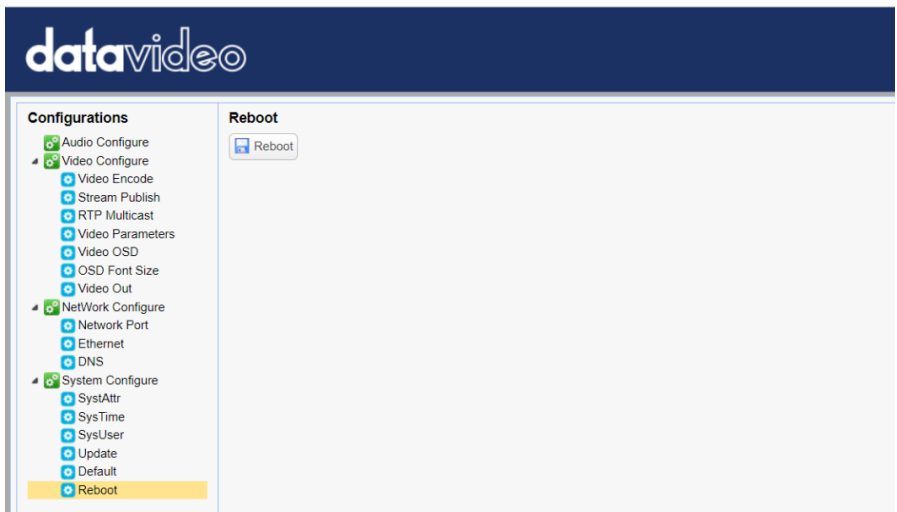 datavideo
Configurations
Audio Configure
Video Configure
Video Encode
Stream Publish
RTP Multicast
Video Parameters
Video OSD
OSD Font Size
Video Out
NetWork Configure
Network Port
Ethernet
DNS
System Configure
SystAttr
SysTime
SysUser
Update
Default
Reboot
Reboot
Reboot